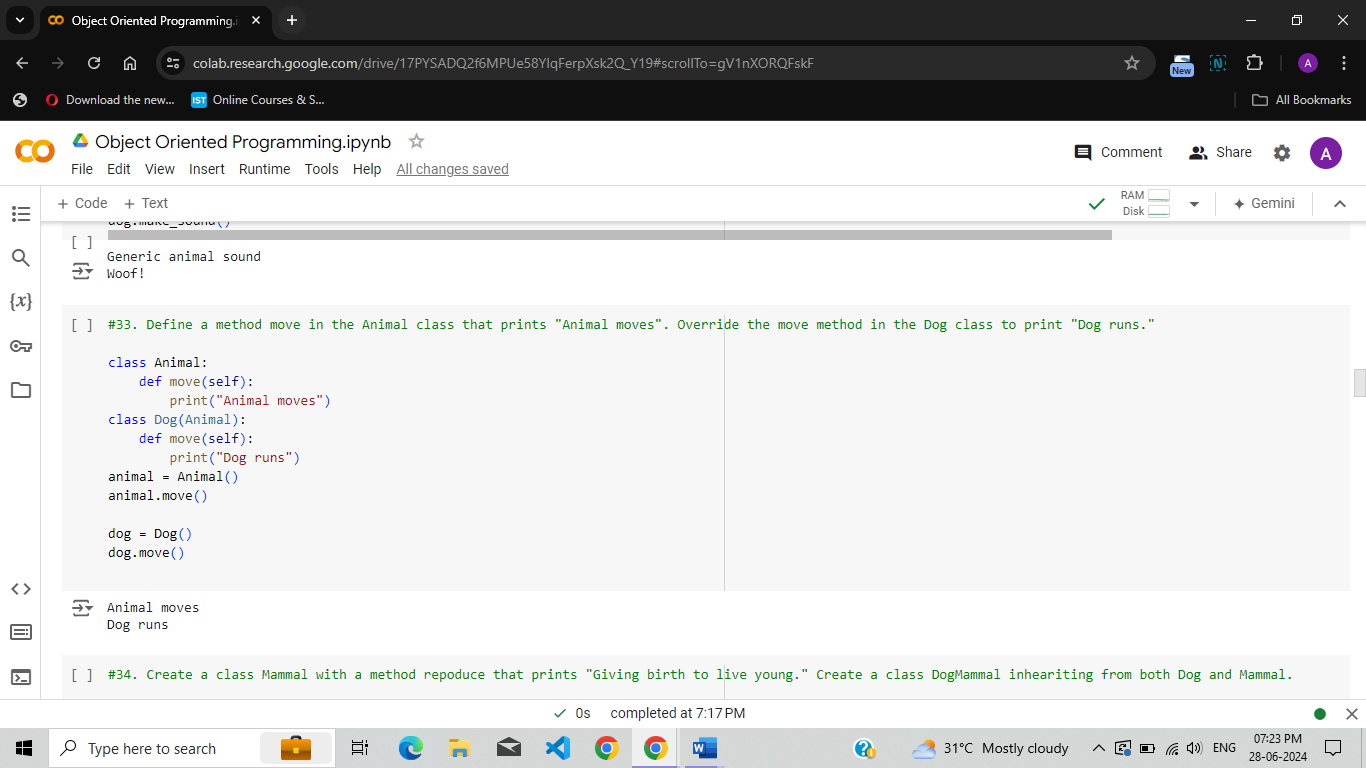 Object Oriented Programming.i
colab.research.google.com/drive/17PYSADQ2f6MPUe58YlqFerpXsk2Q_Y19#scrollTo=gV1nXORQFskF
New
N
A
Download the new...
IST Online Courses & S...
All Bookmarks
Object Oriented Programming.ipynb
File Edit View Insert Runtime Tools Help All changes saved
Comment
Share
A
+ Code + Text
RAM
Disk
Gemini
dog.make_sound()
[ ]
Generic animal sound
Woof!
{x}
[ ] #33. Define a method move in the Animal class that prints "Animal moves". Override the move method in the Dog class to print "Dog runs."
class Animal:
def move(self):
print("Animal moves")
class Dog(Animal):
def move(self):
print("Dog runs")
animal = Animal()
animal.move()
dog = Dog()
dog.move()
Animal moves
Dog runs
[ ] #34. Create a class Mammal with a method repoduce that prints "Giving birth to live young." Create a class DogMammal inheariting from both Dog and Mammal.
0s completed at 7:17 PM
Type here to search
31°C Mostly cloudy
ENG
07:23 PM
28-06-2024